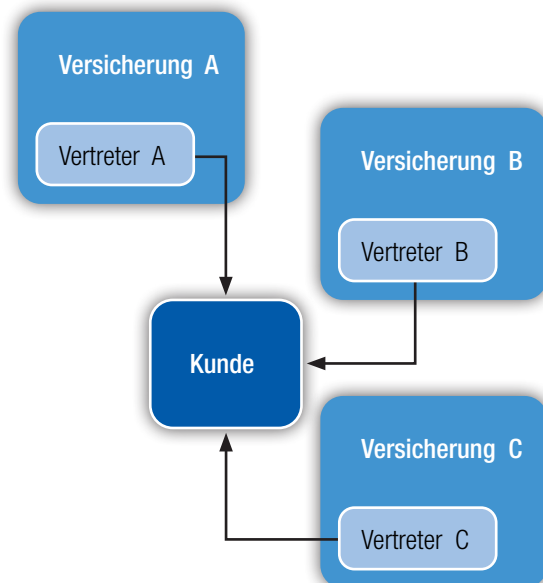 Versicherung A
Vertreter A
Versicherung B
Vertreter B
Kunde
Versicherung C
Vertreter C